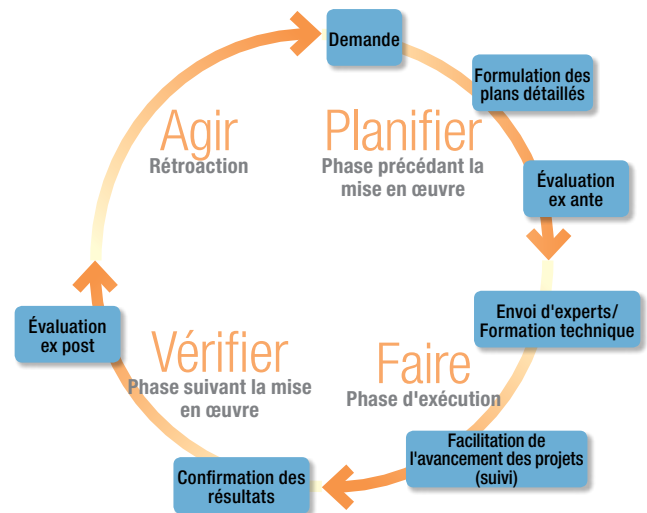 Demande
Formulation des
plans détaillés
Agir
Rétroaction
Planifier
Phase précédant la
mise en œuvre
Évaluation
ex ante
Envoi d'experts/
Formation technique
Évaluation
ex post
Vérifier
Phase suivant la mise
en œuvre
Faire
Phase d'exécution
Facilitation de
l'avancement des projets
(suivi)
Confirmation des
résultats